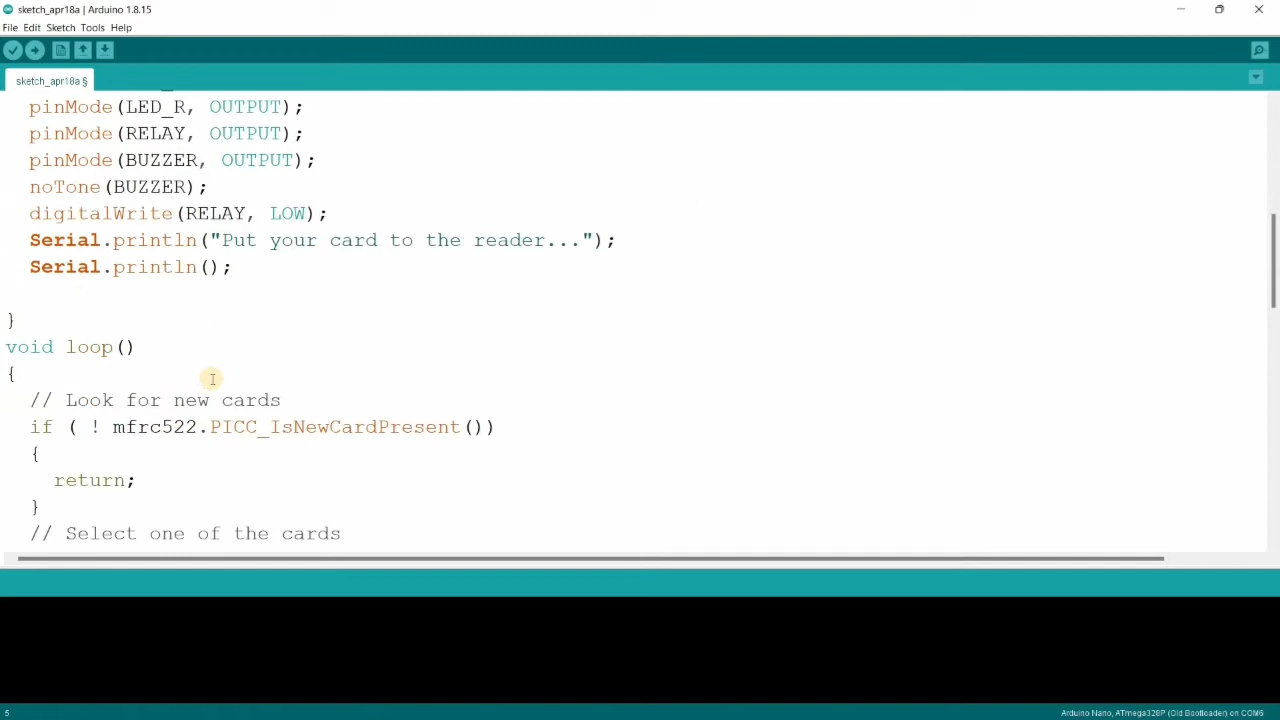 sketch_apr18a | Arduino 1.8.15
File Edit Sketch Tools Help
sketch_apr18a §
pinMode(LED_R, OUTPUT);
pinMode(RELAY, OUTPUT);
pinMode(BUZZER, OUTPUT);
noTone(BUZZER);
digitalWrite(RELAY, LOW);
Serial.println("Put your card to the reader...");
Serial.println();
}
void loop()
{
// Look for new cards
if ( ! mfrc522.PICC_IsNewCardPresent())
{
return;
}
// Select one of the cards
5
Arduino Nano, ATmega328P (Old Bootloader) on COM6